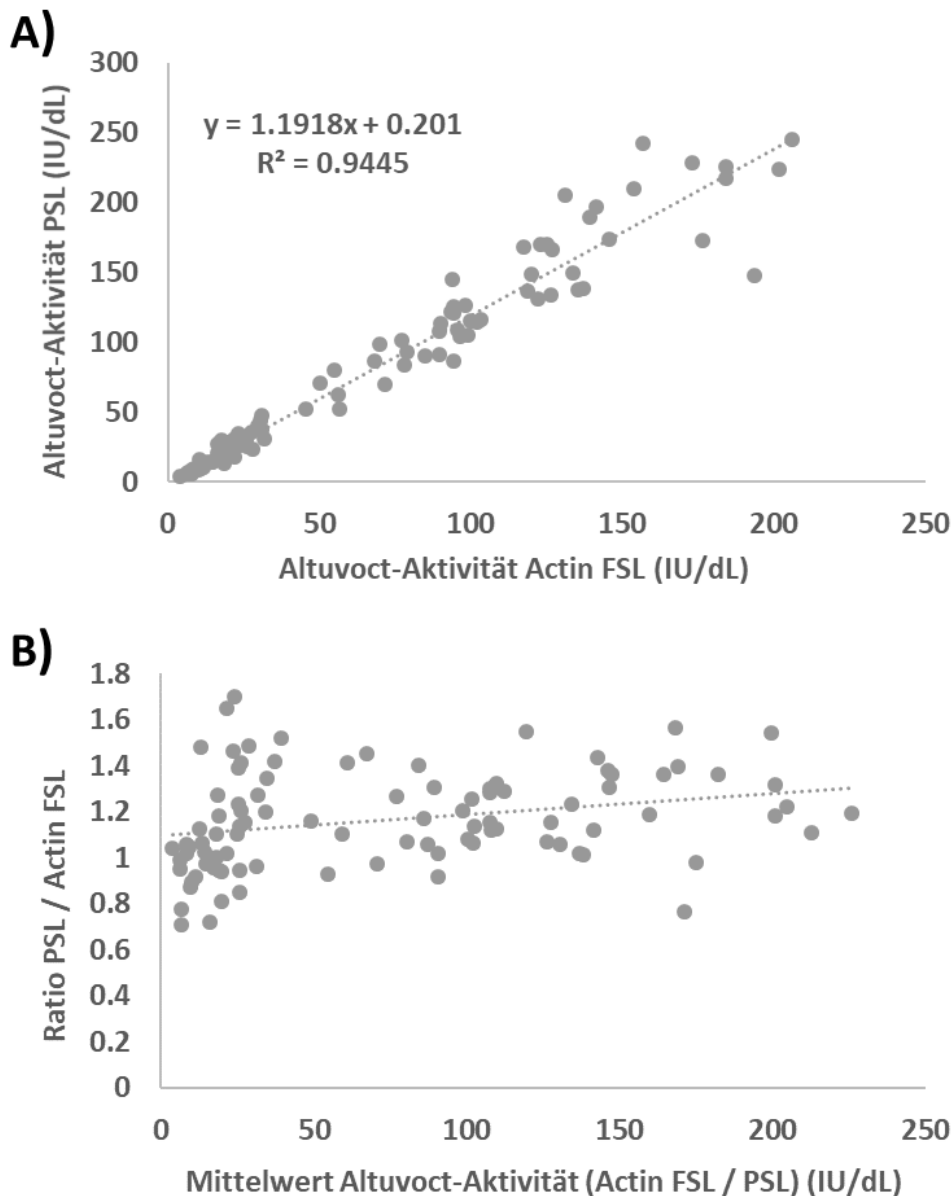 A)
300
250
200
150
100
50
0
y = 1.1918x + 0.201
R² = 0.9445
Altuvoct-Aktivität PSL (IU/dL)
0 50 100 150 200 250
Altuvoct-Aktivität Actin FSL (IU/dL)
B)
1.8
1.6
1.4
1.2
1
0.8
0.6
0.4
0.2
0
Ratio PSL / Actin FSL
0 50 100 150 200 250
Mittelwert Altuvoct-Aktivität (Actin FSL / PSL) (IU/dL)